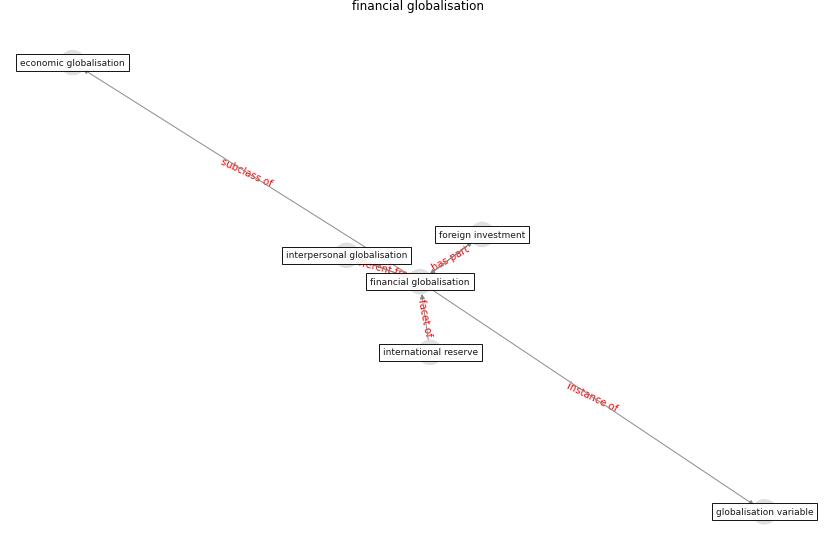 financial globalisation
economic globalisation
subclass of
foreign investment
interpersonal globalisation
has part
financial globalisation
facet of
international reserve
instance of
globalisation variable